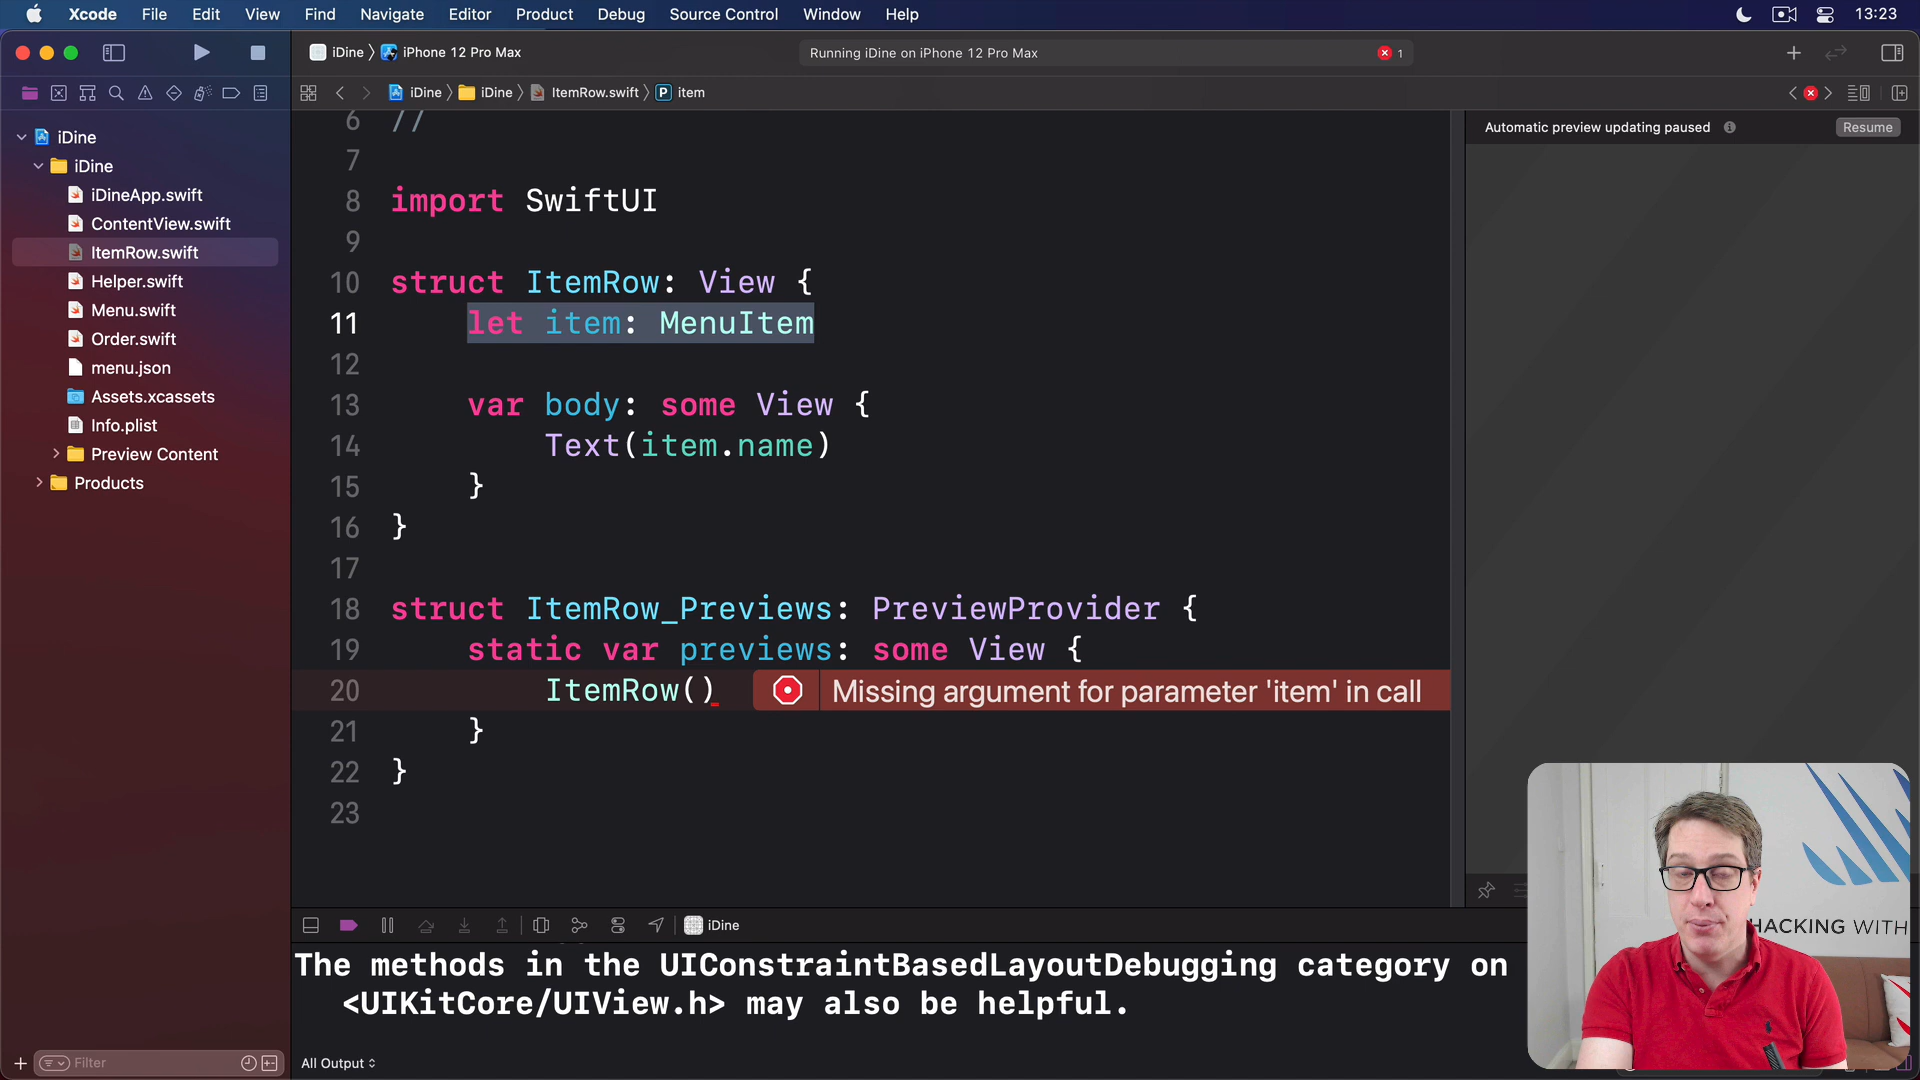 Xcode File Edit View Find Navigate Editor Product Debug Source Control Window Help 13:23
iDine iPhone 12 Pro Max Running iDine on iPhone 12 Pro Max 1
iDine iDine ItemRow.swift P item
Automatic preview updating paused Resume
iDine
iDine
iDineApp.swift
ContentView.swift
ItemRow.swift
Helper.swift
Menu.swift
Order.swift
menu.json
Assets.xcassets
Info.plist
Preview Content
Products
Filter
6 //
7
8 import SwiftUI
9
10 struct ItemRow: View {
11 let item: MenuItem
12
13 var body: some View {
14 Text(item.name)
15 }
16 }
17
18 struct ItemRow_Previews: PreviewProvider {
19 static var previews: some View {
20 ItemRow() Missing argument for parameter 'item' in call
21 }
22 }
23
iDine
The methods in the UIConstraintBasedLayoutDebugging category on
<UIKitCore/UIView.h> may also be helpful.
All Output
HACKING WITH